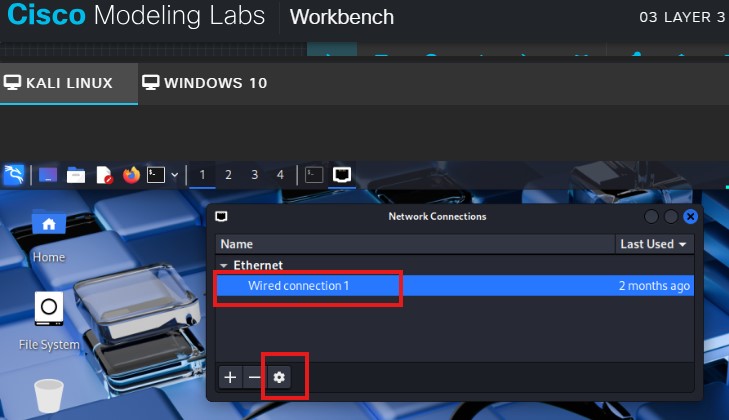 Cisco Modeling Labs Workbench 03 LAYER 3
KALI LINUX WINDOWS 10
1 2 3 4
Network Connections
Name Last Used
Ethernet
Wired connection 1 2 months ago
Home
File System